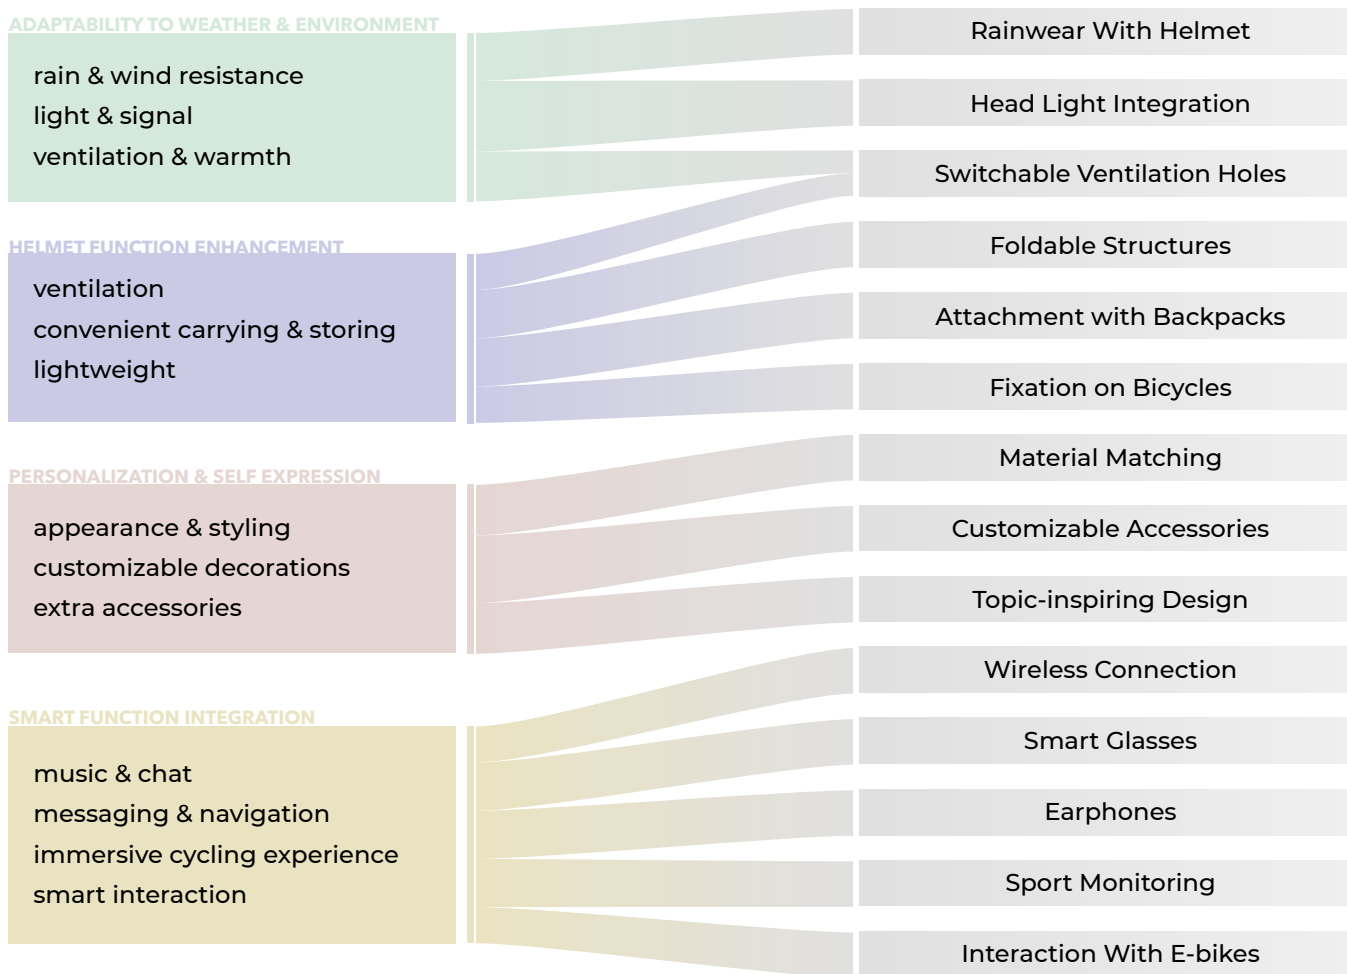 ADAPTABILITY TO WEATHER & ENVIRONMENT
rain & wind resistance
light & signal
ventilation & warmth
HELMET FUNCTION ENHANCEMENT
ventilation
convenient carrying & storing
lightweight
PERSONALIZATION & SELF EXPRESSION
appearance & styling
customizable decorations
extra accessories
SMART FUNCTION INTEGRATION
music & chat
messaging & navigation
immersive cycling experience
smart interaction
Rainwear With Helmet
Head Light Integration
Switchable Ventilation Holes
Foldable Structures
Attachment with Backpacks
Fixation on Bicycles
Material Matching
Customizable Accessories
Topic-inspiring Design
Wireless Connection
Smart Glasses
Earphones
Sport Monitoring
Interaction With E-bikes